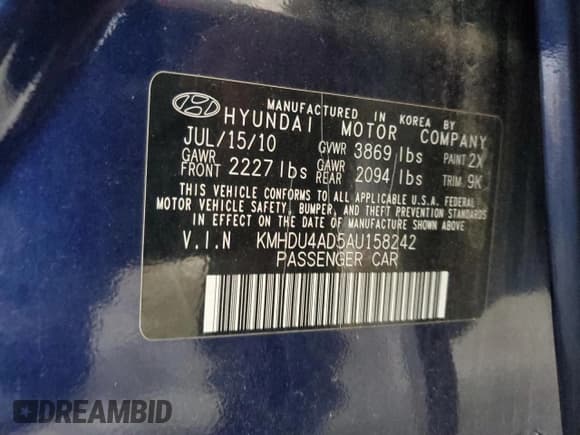 MANUFACTURED IN KOREA BY
HYUNDAI MOTOR COMPANY
JUL/15/10 GVWR 3869 lbs PAINT 2X
GAWR FRONT 2227 lbs GAWR REAR 2094 lbs TRIM 9K
THIS VEHICLE CONFORMS TO ALL APPLICABLE U.S.A. FEDERAL
MOTOR VEHICLE SAFETY, BUMPER, AND THEFT PREVENTION STANDARDS
IN EFFECT ON THE DATE OF MANUFACTURE SHOWN ABOVE.
V.I.N KMHDU4AD5AU158242
PASSENGER CAR
DREAMBID